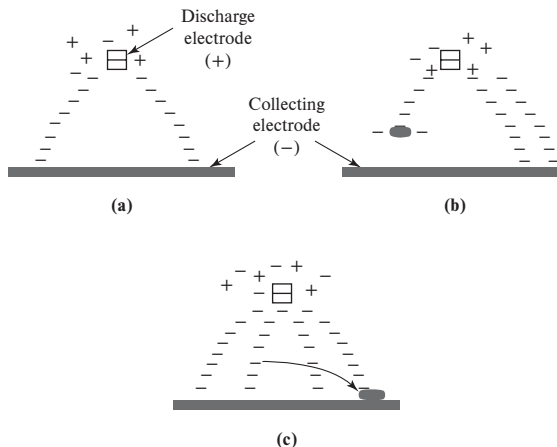 Discharge
electrode
(+)
Collecting
electrode
(−)
(a)
(b)
(c)